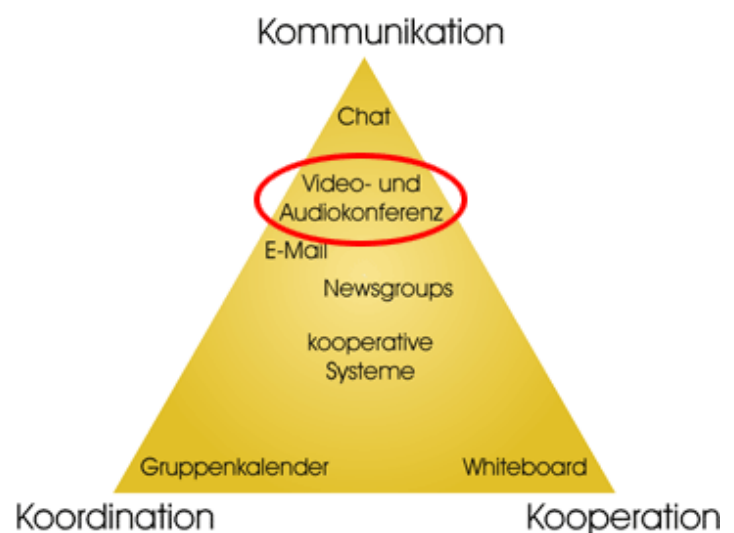 Kommunikation
Chat
Video- und
Audiokonferenz
E-Mail
Newsgroups
kooperative
Systeme
Gruppenkalender
Whiteboard
Koordination
Kooperation